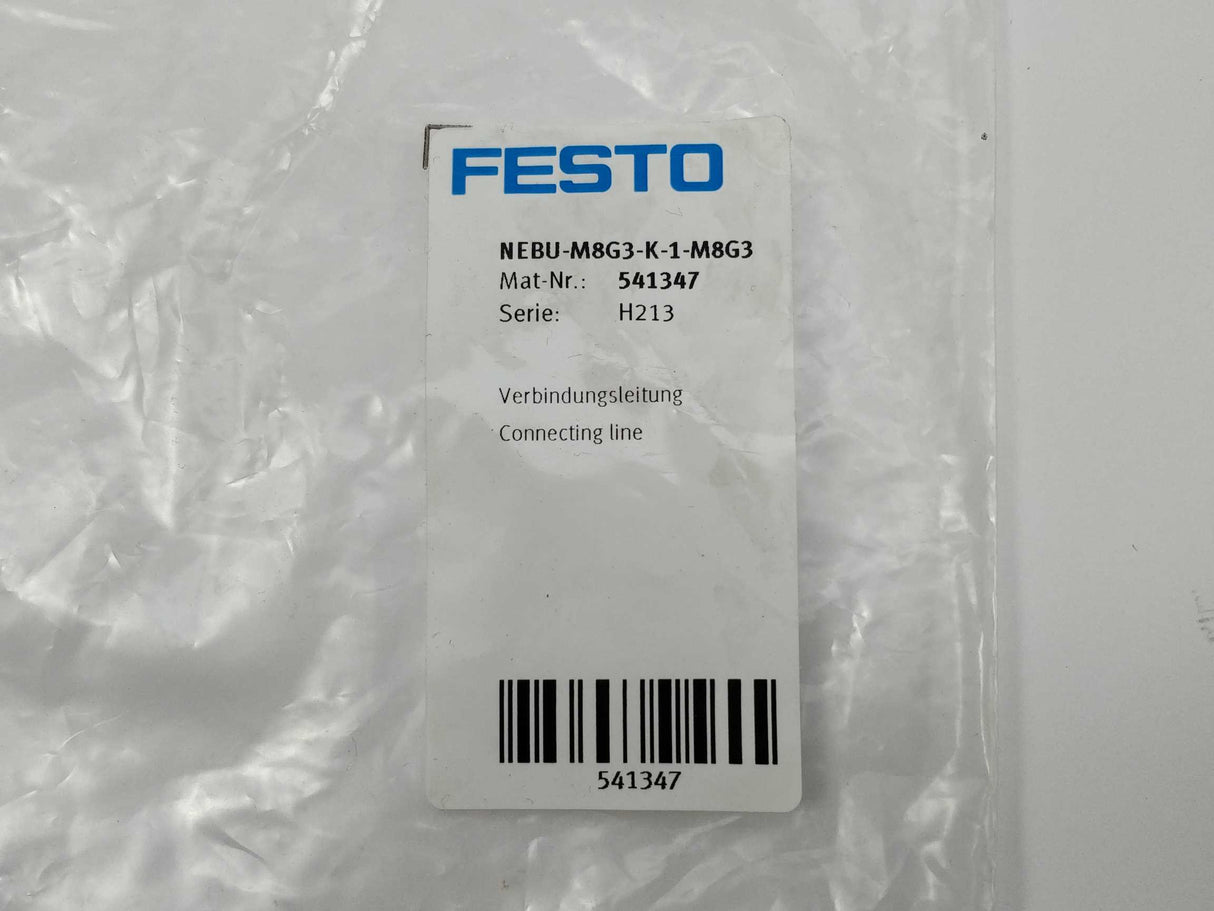 FESTO
NEBU-M8G3-K-1-M8G3
Mat-Nr.: 541347
Serie: H213
Verbindungsleitung
Connecting line
541347